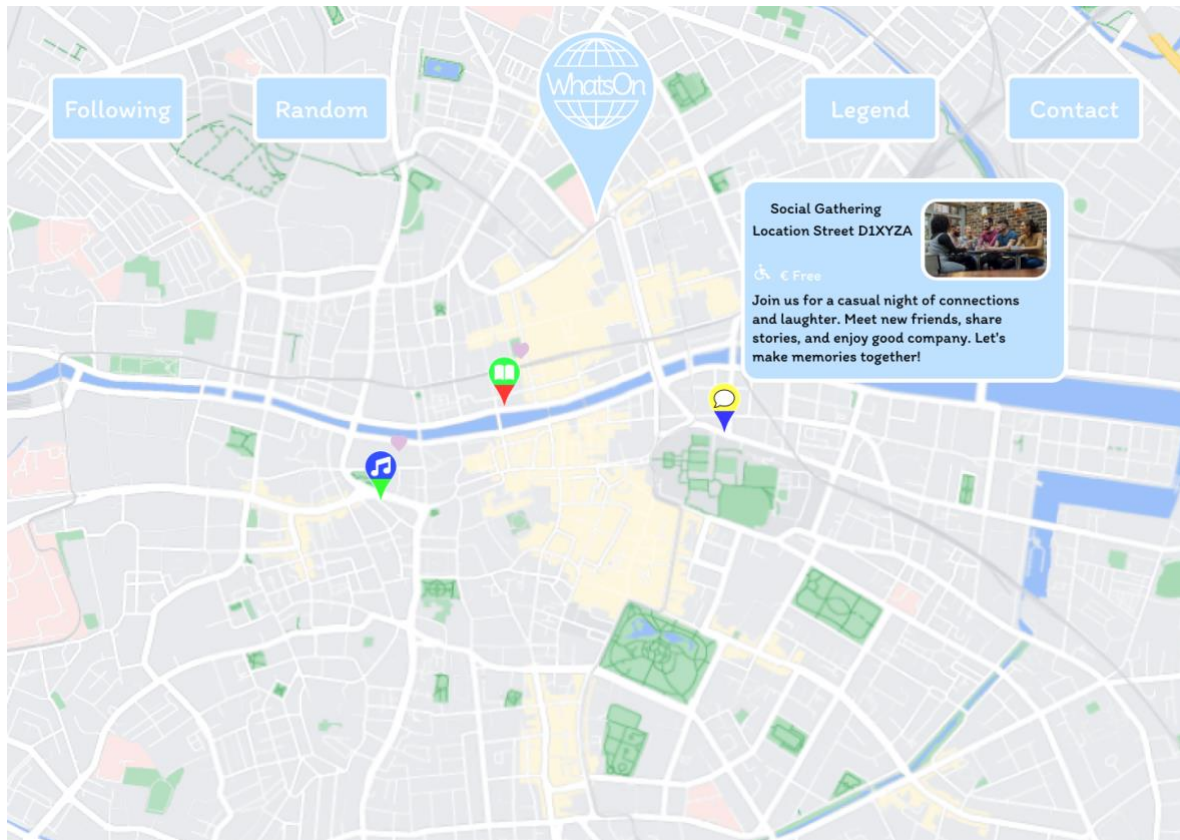 Following
Random
WhatsOn
Legend
Contact
Social Gathering
Location Street D1XYZA
€ Free
Join us for a casual night of connections
and laughter. Meet new friends, share
stories, and enjoy good company. Let's
make memories together!